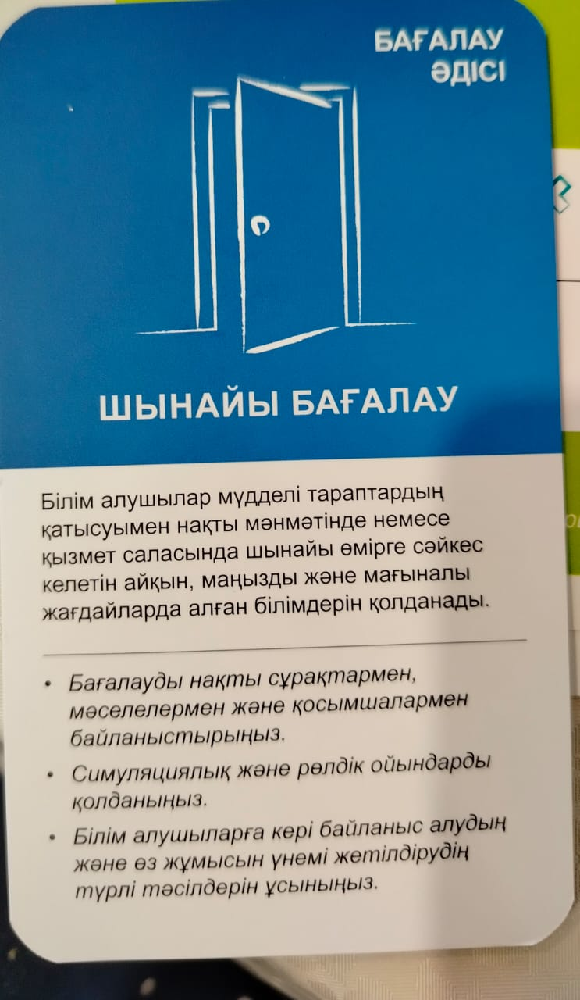 БАҒАЛАУ
ӘДІСІ
ШЫНАЙЫ БАҒАЛАУ
Білім алушылар мүдделі тараптардың
қатысуымен нақты мәнмәтінде немесе
қызмет саласында шынайы өмірге сәйкес
келетін айқын, маңызды және мағыналы
жағдайларда алған білімдерін қолданады.
• Бағалауды нақты сұрақтармен,
мәселелермен және қосымшалармен
байланыстырыңыз.
• Симуляциялық және рөлдік ойындарды
қолданыңыз.
• Білім алушыларға кері байланыс алудың
және өз жұмысын үнемі жетілдірудің
түрлі тәсілдерін ұсыныңыз.